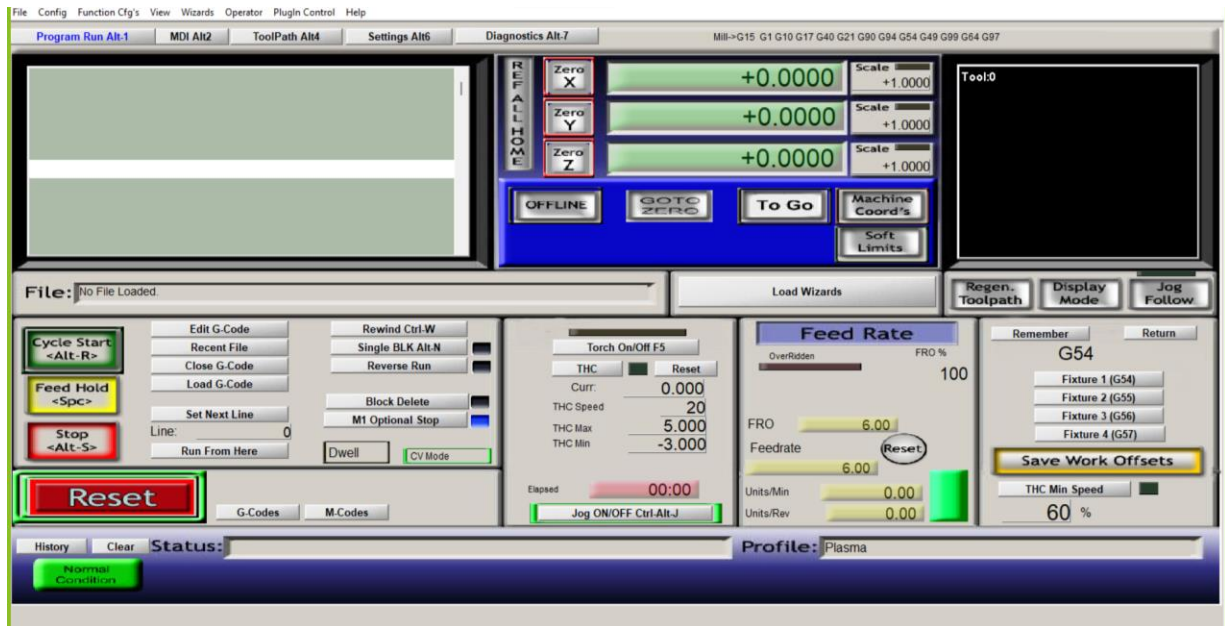 File Config Function Cfg's View Wizards Operator PlugIn Control Help
Program Run Alt-1 MDI Alt2 ToolPath Alt4 Settings Alt6 Diagnostics Alt-7 Mill->G15 G1 G10 G17 G40 G21 G90 G94 G54 G49 G99 G64 G97
REF ALL HOME
Zero X +0.0000 Scale +1.0000
Zero Y +0.0000 Scale +1.0000
Zero Z +0.0000 Scale +1.0000
OFFLINE GOTO ZERO To Go Machine Coord's
Soft Limits
Tool:0
File: No File Loaded.
Load Wizards
Regen. Toolpath Display Mode Jog Follow
Cycle Start <Alt-R>
Feed Hold <Spc>
Stop <Alt-S>
Edit G-Code
Recent File
Close G-Code
Load G-Code
Set Next Line
Line: 0
Run From Here
Rewind Ctrl-W
Single BLK Alt-N
Reverse Run
Block Delete
M1 Optional Stop
Dwell CV Mode
Reset
G-Codes M-Codes
Torch On/Off F5
THC Reset
Curr: 0.000
THC Speed 20
THC Max 5.000
THC Min -3.000
Elapsed 00:00
Jog ON/OFF Ctrl-Alt-J
Feed Rate
OverRidden FRO %
100
FRO 6.00
Feedrate Reset
6.00
Units/Min 0.00
Units/Rev 0.00
Remember Return
G54
Fixture 1 (G54)
Fixture 2 (G55)
Fixture 3 (G56)
Fixture 4 (G57)
Save Work Offsets
THC Min Speed
60 %
History Clear Status:
Profile: Plasma
Normal Condition